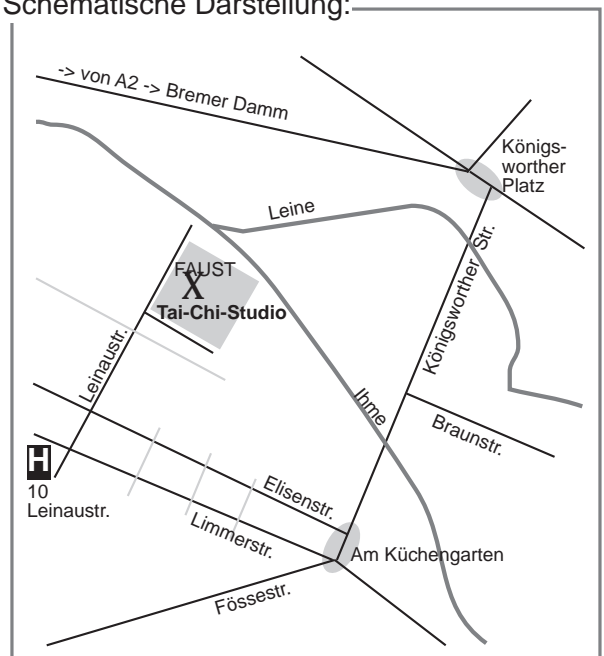 Schematische Darstellung:
-> von A2 -> Bremer Damm
Königs-
worther
Platz
Leine
Königsworther Str.
FAUST
X
Tai-Chi-Studio
Leinaustr.
Ihme
Braunstr.
H
10
Leinaustr.
Elisenstr.
Limmerstr.
Am Küchengarten
Fössestr.